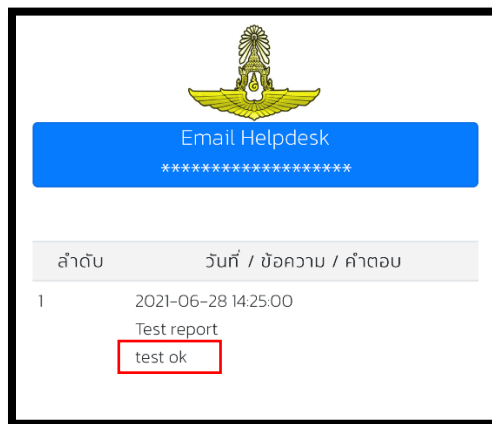 Email Helpdesk
*******************
ลำดับ วันที่ / ข้อความ / คำตอบ
1 2021-06-28 14:25:00
Test report
test ok